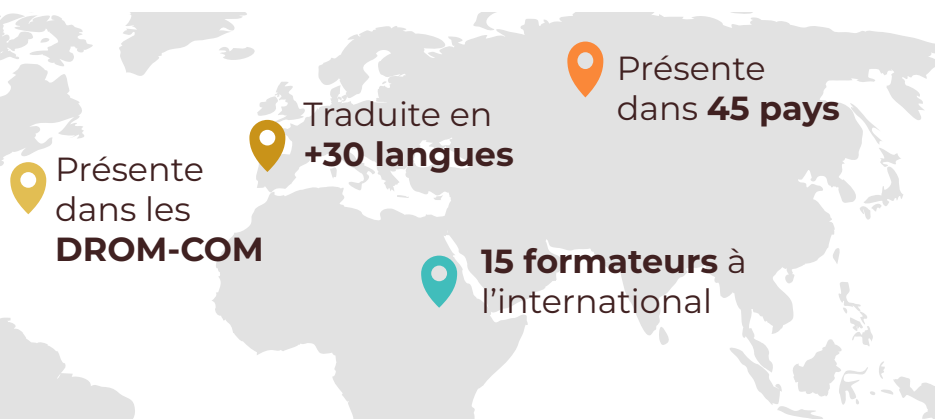 Présente
dans 45 pays
Traduite en
+30 langues
Présente
dans les
DROM-COM
15 formateurs à
l'international